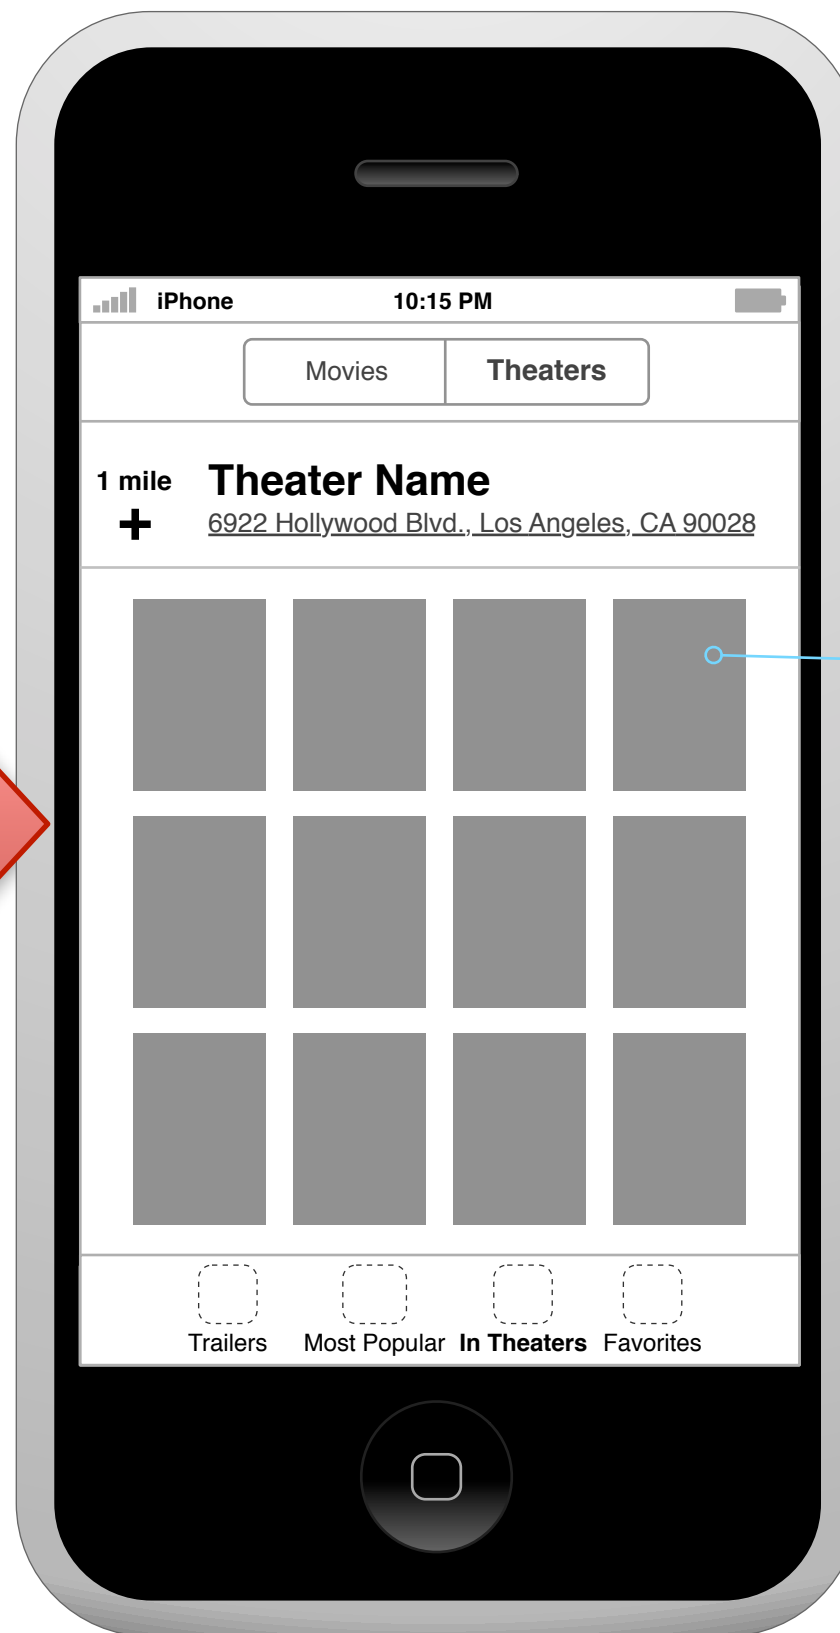 iPhone 10:15 PM
Movies Theaters
1 mile
Theater Name
6922 Hollywood Blvd., Los Angeles, CA 90028
Trailers Most Popular In Theaters Favorites